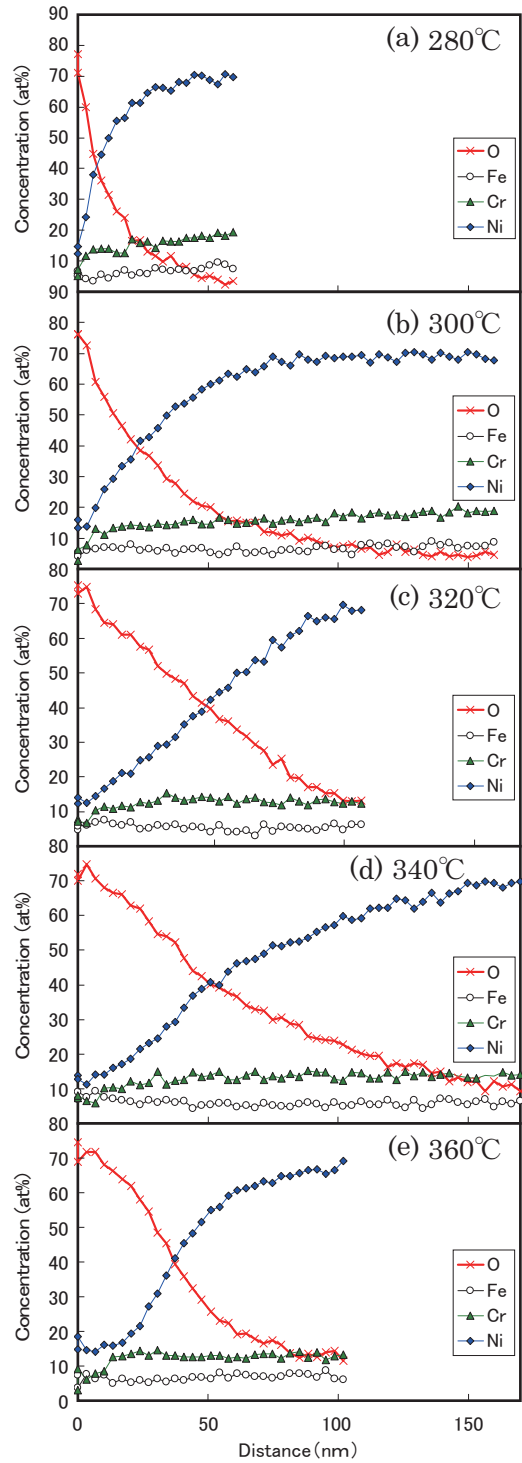 (a) 280℃
Concentration (at%)
90
80
70
60
50
40
30
20
10
O
Fe
Cr
Ni
(b) 300℃
Concentration (at%)
90
80
70
60
50
40
30
20
10
O
Fe
Cr
Ni
(c) 320℃
Concentration (at%)
80
70
60
50
40
30
20
10
O
Fe
Cr
Ni
(d) 340℃
Concentration (at%)
80
70
60
50
40
30
20
10
O
Fe
Cr
Ni
(e) 360℃
Concentration (at%)
80
70
60
50
40
30
20
10
0
O
Fe
Cr
Ni
0 50 100 150
Distance (nm)